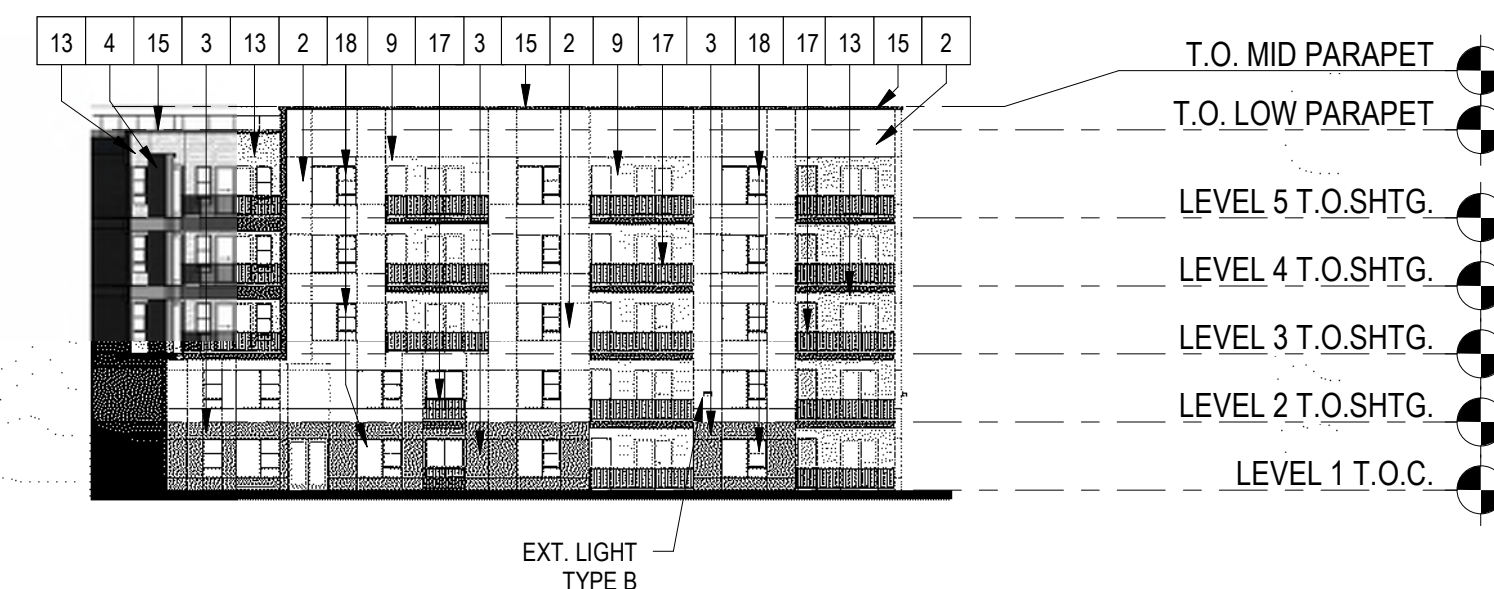 13 4 15 3 13 2 18 9 17 3 15 2 9 17 3 18 17 13 15 2
T.O. MID PARAPET
T.O. LOW PARAPET
LEVEL 5 T.O.SHTG.
LEVEL 4 T.O.SHTG.
LEVEL 3 T.O.SHTG.
LEVEL 2 T.O.SHTG.
LEVEL 1 T.O.C.
EXT. LIGHT
TYPE B